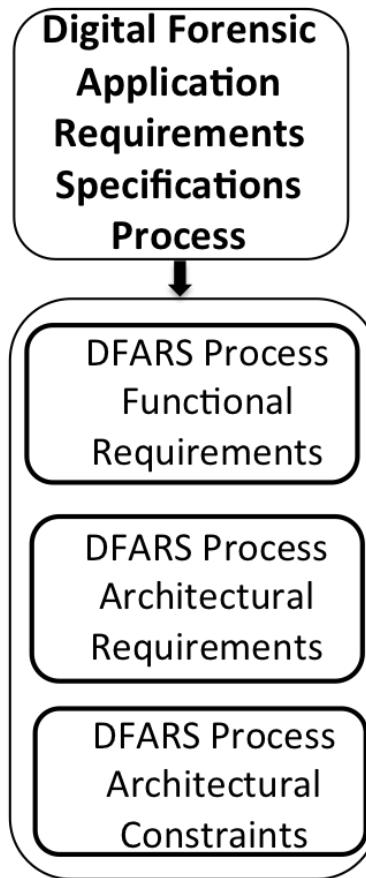 Digital Forensic
Application
Requirements
Specifications
Process
DFARS Process
Functional
Requirements
DFARS Process
Architectural
Requirements
DFARS Process
Architectural
Constraints